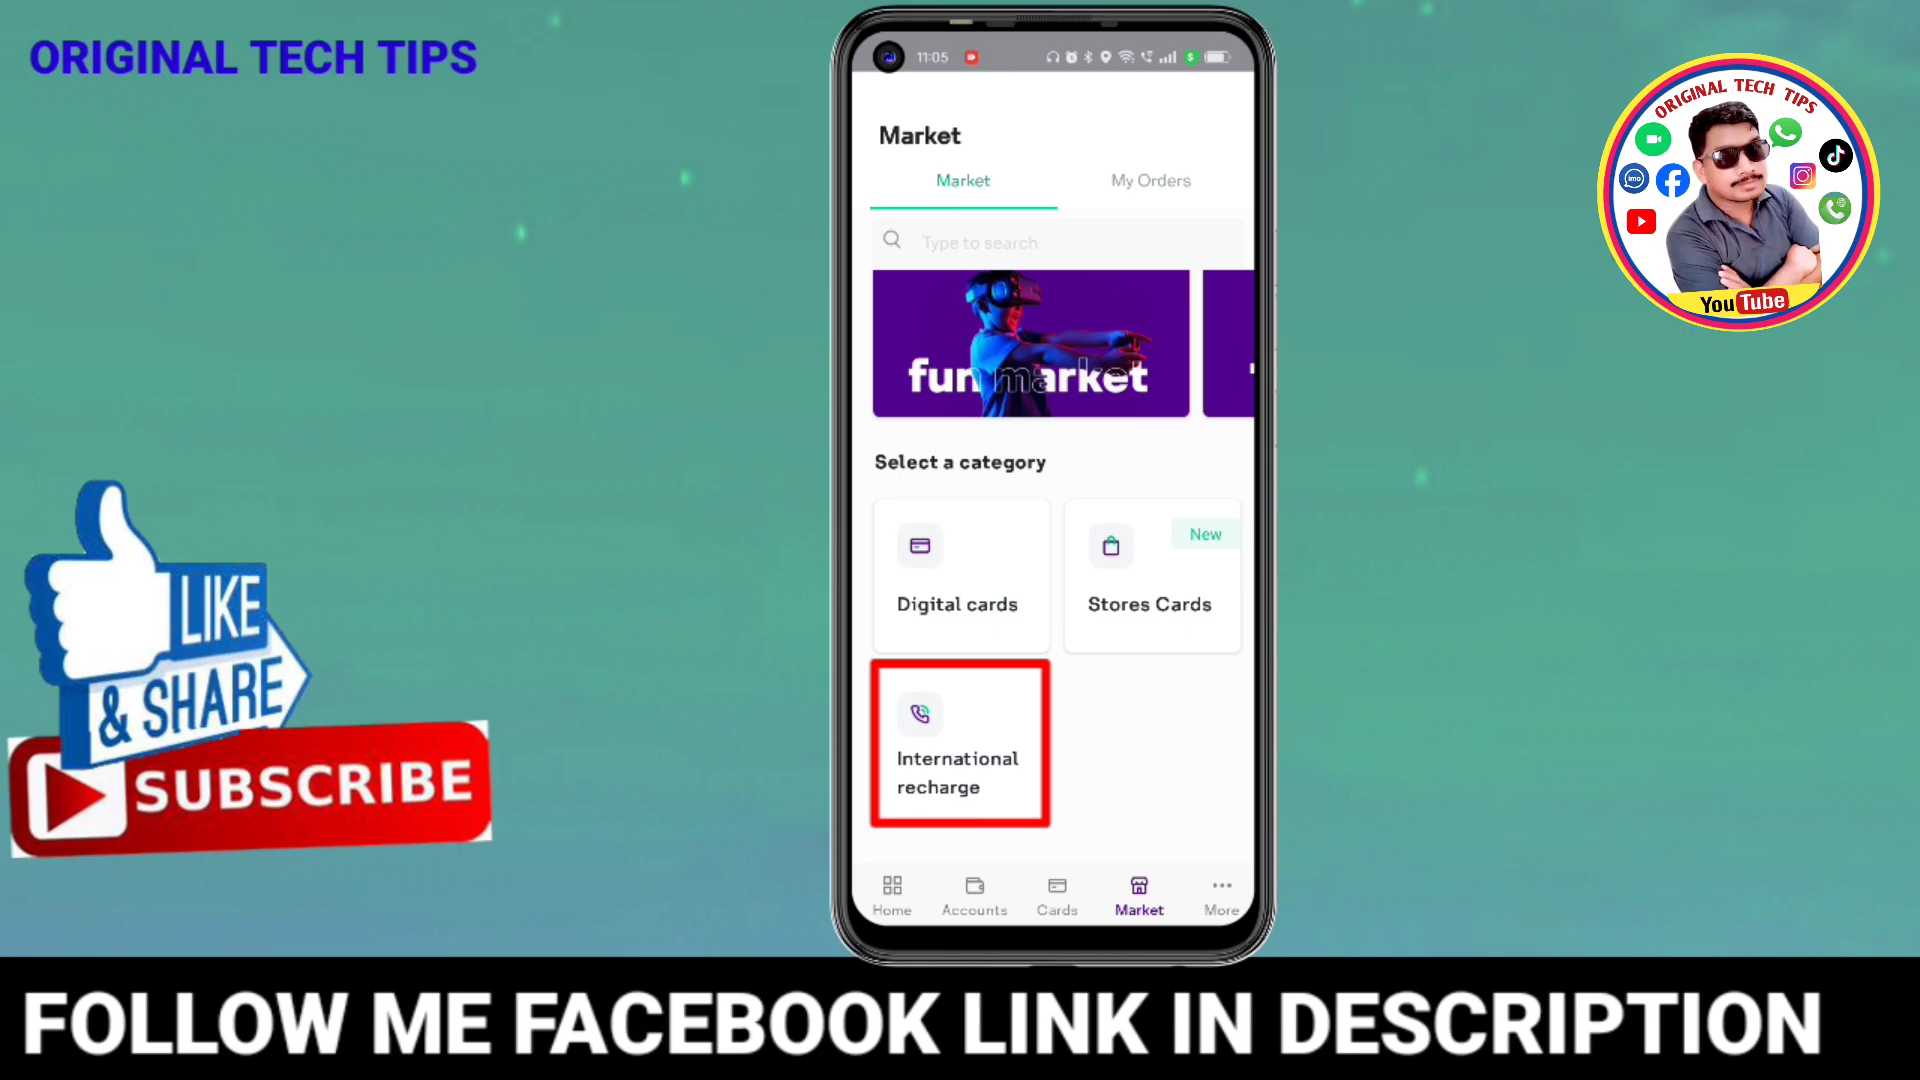 ORIGINAL TECH TIPS
11:05
Market
Market
My Orders
Type to search
fun market
Select a category
Digital cards
New
Stores Cards
International
recharge
Home
Accounts
Cards
Market
More
ORIGINAL TECH TIPS
imo
YouTube
LIKE
& SHARE
SUBSCRIBE
FOLLOW ME FACEBOOK LINK IN DESCRIPTION